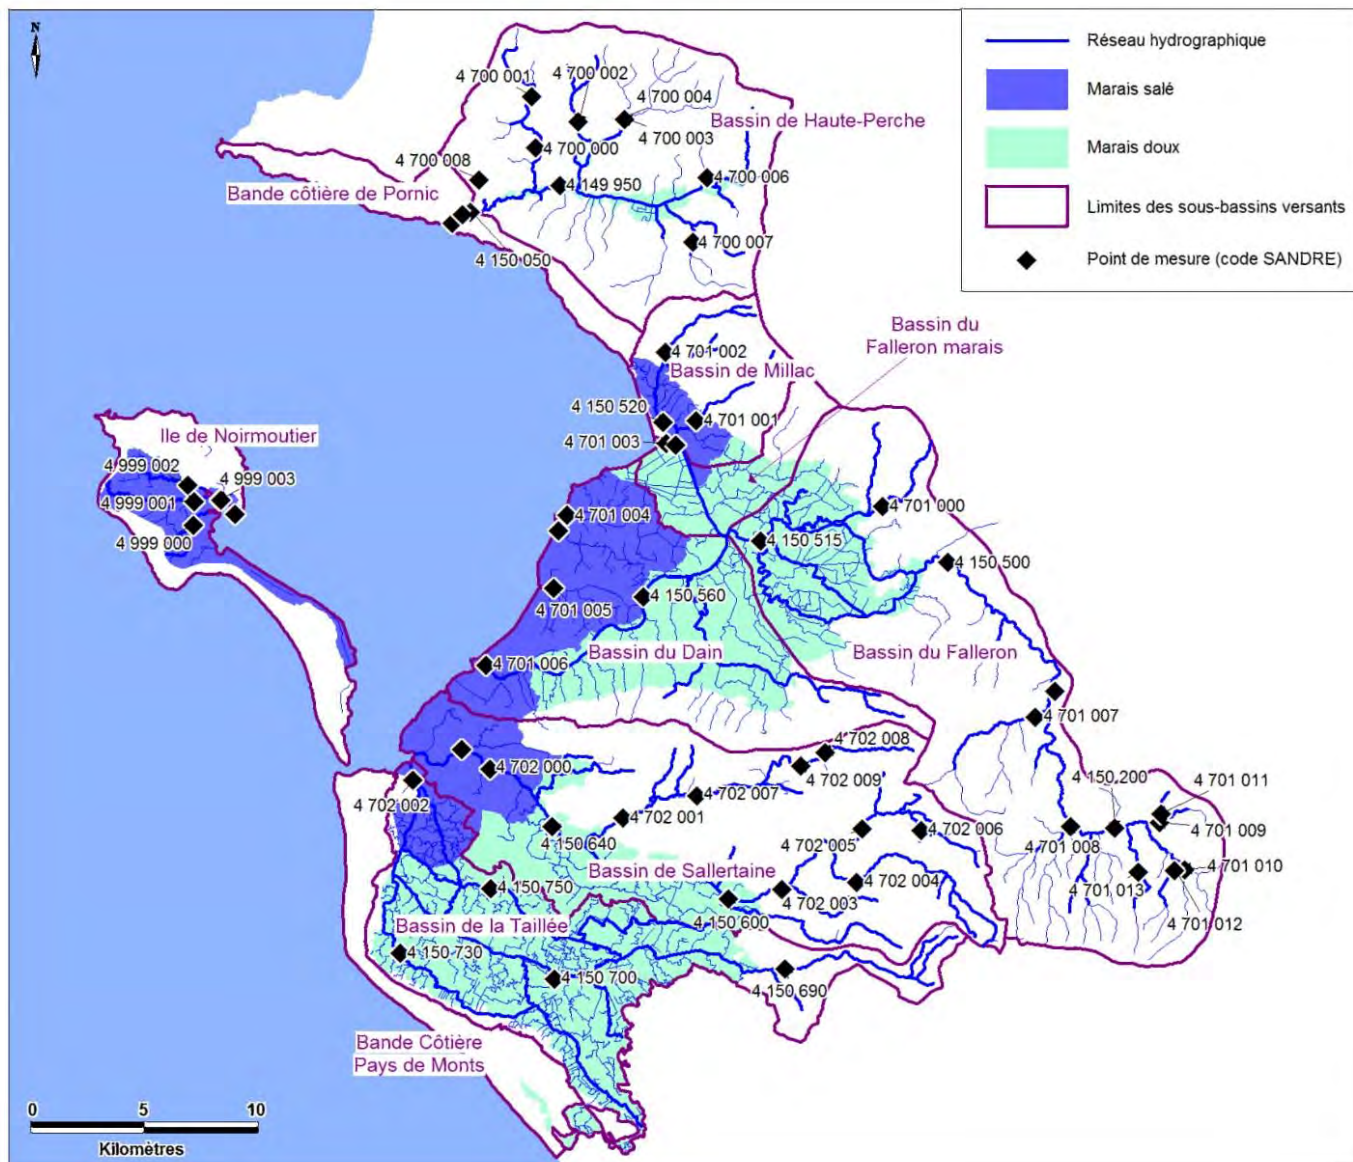 N
Réseau hydrographique
Marais salé
Marais doux
Limites des sous-bassins versants
Point de mesure (code SANDRE)
4 700 001
4 700 002
4 700 004
Bassin de Haute-Perche
4 700 003
4 700 000
4 700 008
4 149 950
4 700 006
Bande côtière de Pornic
4 700 007
4 150 050
Bassin du
Falleron marais
4 701 002
Bassin de Millac
4 150 520
4 701 001
4 701 003
Ile de Noirmoutier
4 999 002
4 999 003
4 999 001
4 999 000
4 701 004
4 701 000
4 150 515
4 150 500
4 701 005
4 150 560
4 701 006
Bassin du Dain
Bassin du Falleron
4 701 007
4 702 008
4 702 000
4 702 009
4 702 002
4 702 007
4 150 200
4 701 011
4 702 001
4 701 009
4 150 640
4 702 005
4 702 006
4 701 008
4 701 010
4 150 750
Bassin de Sallertaine
4 702 004
4 701 013
4 702 003
4 701 012
4 150 600
Bassin de la Taillée
4 150 730
4 150 700
4 150 690
Bande Côtière
Pays de Monts
0 5 10
Kilomètres